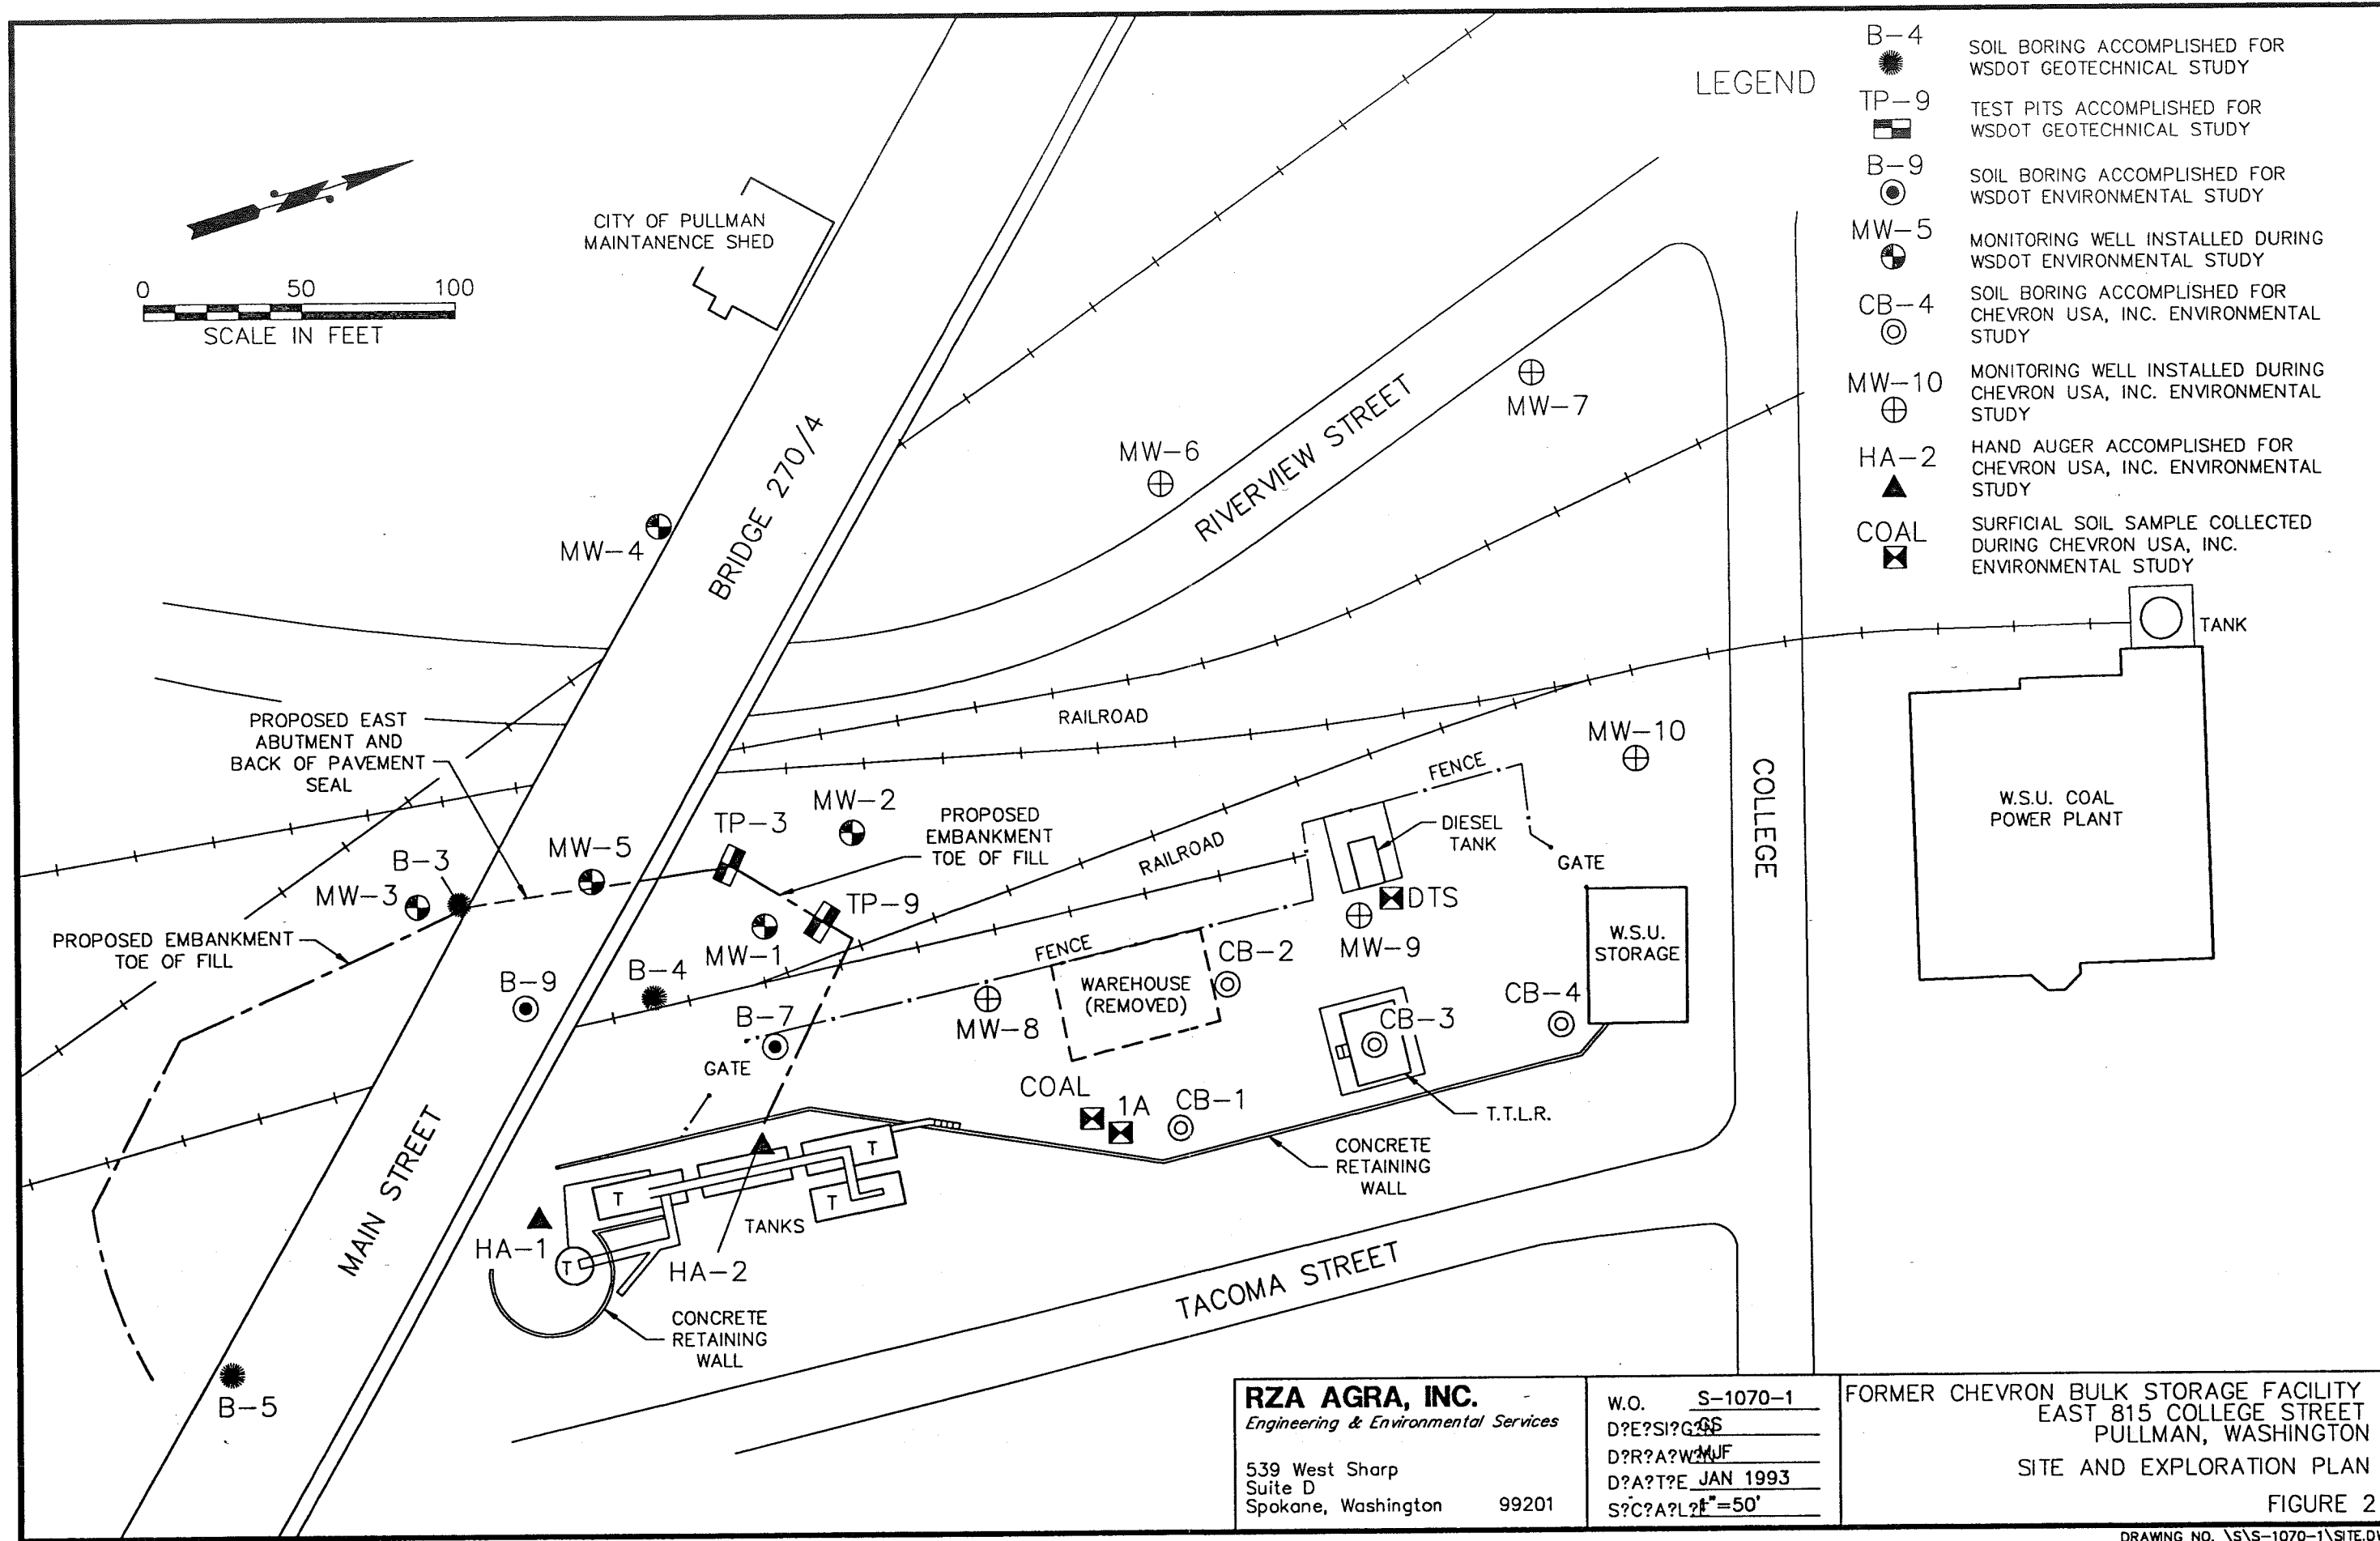 LEGEND
B-4
SOIL BORING ACCOMPLISHED FOR
WSDOT GEOTECHNICAL STUDY
TP-9
TEST PITS ACCOMPLISHED FOR
WSDOT GEOTECHNICAL STUDY
B-9
SOIL BORING ACCOMPLISHED FOR
WSDOT ENVIRONMENTAL STUDY
MW-5
MONITORING WELL INSTALLED DURING
WSDOT ENVIRONMENTAL STUDY
CB-4
SOIL BORING ACCOMPLISHED FOR
CHEVRON USA, INC. ENVIRONMENTAL
STUDY
MW-10
MONITORING WELL INSTALLED DURING
CHEVRON USA, INC. ENVIRONMENTAL
STUDY
HA-2
HAND AUGER ACCOMPLISHED FOR
CHEVRON USA, INC. ENVIRONMENTAL
STUDY
COAL
SURFICIAL SOIL SAMPLE COLLECTED
DURING CHEVRON USA, INC.
ENVIRONMENTAL STUDY
0 50 100
SCALE IN FEET
CITY OF PULLMAN
MAINTANENCE SHED
BRIDGE 270/4
MW-4
MW-6
MW-7
RIVERVIEW STREET
TANK
W.S.U. COAL
POWER PLANT
COLLEGE
PROPOSED EAST
ABUTMENT AND
BACK OF PAVEMENT
SEAL
RAILROAD
MW-10
FENCE
MW-2
TP-3
PROPOSED
EMBANKMENT
TOE OF FILL
RAILROAD
DIESEL
TANK
GATE
B-3
MW-5
MW-3
TP-9
DTS
PROPOSED EMBANKMENT
TOE OF FILL
MW-1
FENCE
MW-9
W.S.U.
STORAGE
B-9
B-4
CB-2
WAREHOUSE
(REMOVED)
CB-4
B-7
MW-8
CB-3
GATE
COAL
1A
CB-1
T.T.L.R.
CONCRETE
RETAINING
WALL
MAIN STREET
T
T
T
T
TANKS
HA-1
HA-2
CONCRETE
RETAINING
WALL
TACOMA STREET
B-5
RZA AGRA, INC.
Engineering & Environmental Services
539 West Sharp
Suite D
Spokane, Washington 99201
W.O. S-1070-1
D?E?SI?G?N GS
D?R?A?W?N MJF
D?A?T?E JAN 1993
S?C?A?L?E 1"=50'
FORMER CHEVRON BULK STORAGE FACILITY
EAST 815 COLLEGE STREET
PULLMAN, WASHINGTON
SITE AND EXPLORATION PLAN
FIGURE 2
DRAWING NO. \S\S-1070-1\SITE.DW